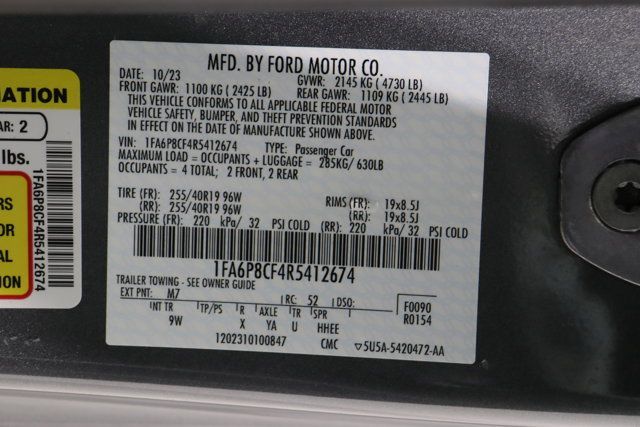 MFD. BY FORD MOTOR CO.
DATE: 10/23 GVWR: 2145 KG ( 4730 LB)
FRONT GAWR: 1100 KG ( 2425 LB) REAR GAWR: 1109 KG ( 2445 LB)
THIS VEHICLE CONFORMS TO ALL APPLICABLE FEDERAL MOTOR
VEHICLE SAFETY, BUMPER, AND THEFT PREVENTION STANDARDS
IN EFFECT ON THE DATE OF MANUFACTURE SHOWN ABOVE.
VIN: 1FA6P8CF4R5412674 TYPE: Passenger Car
MAXIMUM LOAD = OCCUPANTS + LUGGAGE = 285KG/ 630LB
OCCUPANTS = 4 TOTAL; 2 FRONT, 2 REAR
TIRE (FR): 255/40R19 96W RIMS (FR): 19x8.5J
(RR): 255/40R19 96W (RR): 19x8.5J
PRESSURE (FR): 220 kPa/ 32 PSI COLD (RR): 220 kPa/ 32 PSI COLD
1FA6P8CF4R5412674
TRAILER TOWING - SEE OWNER GUIDE
EXT PNT: M7 RC: 52 DSO: F0090
INT TR TP/PS R AXLE TR SPR R0154
9W X YA U HHEE
1202310100847 CMC ▽5U5A-5420472-AA
MATION
AR: 2
lbs.
RS
OR
AL
ION
1FA6P8CF4R5412674